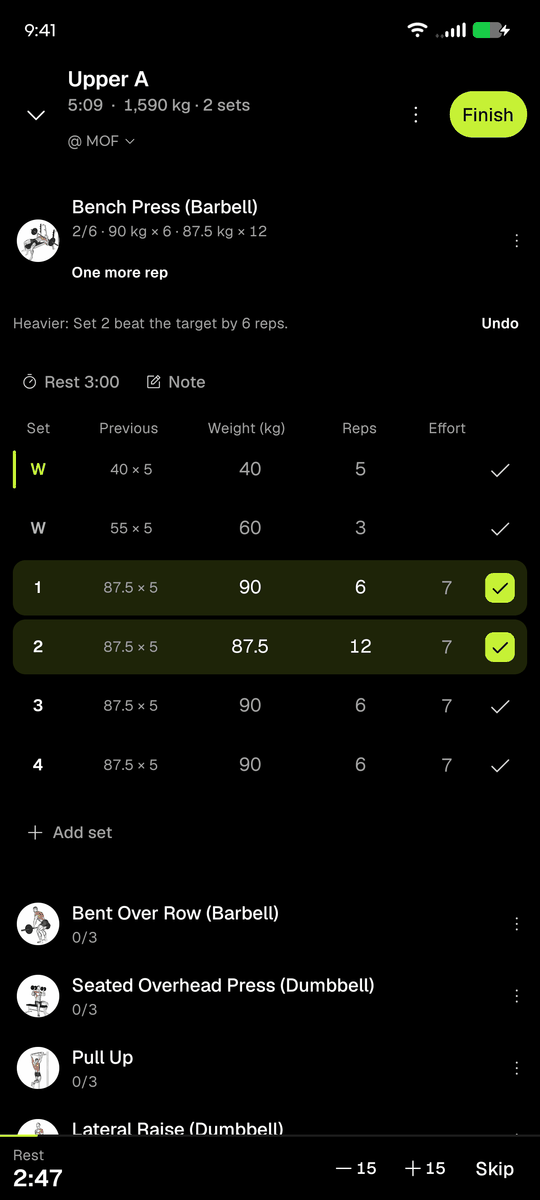 9:41
Upper A
5:09 · 1,590 kg · 2 sets
Finish
@ MOF
Bench Press (Barbell)
2/6 · 90 kg × 6 · 87.5 kg × 12
One more rep
Heavier: Set 2 beat the target by 6 reps. Undo
Rest 3:00 Note
Set Previous Weight (kg) Reps Effort
W 40 × 5 40 5
W 55 × 5 60 3
1 87.5 × 5 90 6 7
2 87.5 × 5 87.5 12 7
3 87.5 × 5 90 6 7
4 87.5 × 5 90 6 7
+ Add set
Bent Over Row (Barbell)
0/3
Seated Overhead Press (Dumbbell)
0/3
Pull Up
0/3
Lateral Raise (Dumbbell)
Rest
2:47 — 15 + 15 Skip